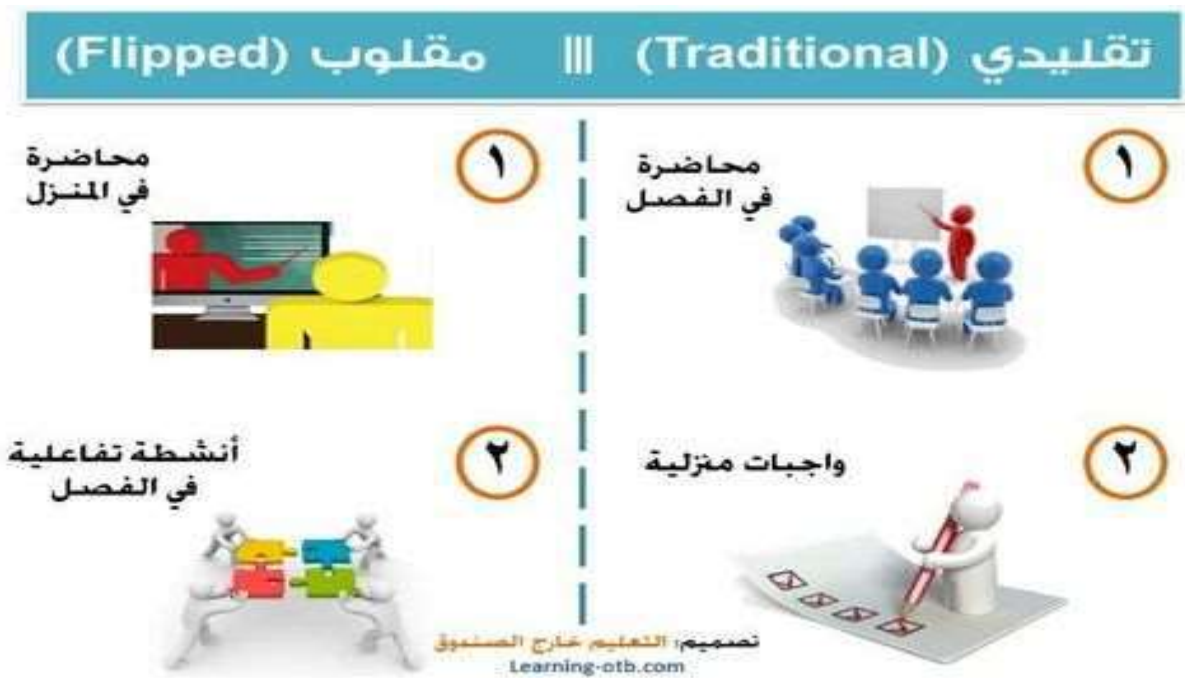 تقليدي (Traditional) ||| مقلوب (Flipped)
١
محاضرة
في الفصل
٢
واجبات منزلية
١
محاضرة
في المنزل
٢
أنشطة تفاعلية
في الفصل
تصميم: التعليم خارج الصندوق
Learning-otb.com